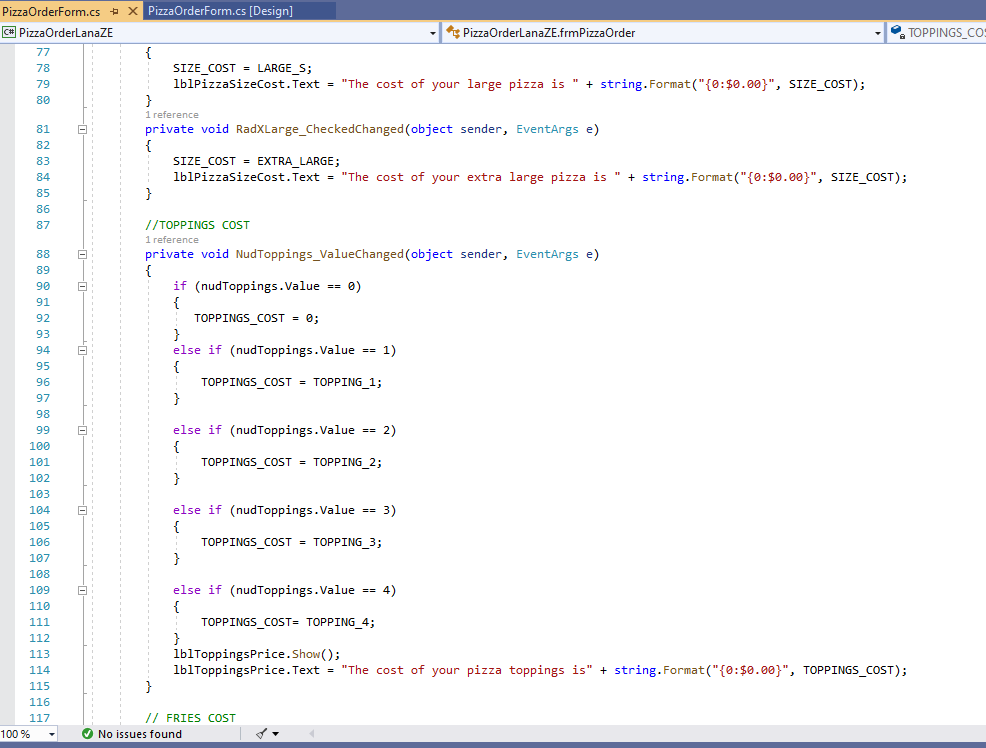 PizzaOrderForm.cs PizzaOrderForm.cs [Design]
C# PizzaOrderLanaZE PizzaOrderLanaZE.frmPizzaOrder TOPPINGS_COS
77 {
78 SIZE_COST = LARGE_S;
79 lblPizzaSizeCost.Text = "The cost of your large pizza is " + string.Format("{0:$0.00}", SIZE_COST);
80 }
1 reference
81 private void RadXLarge_CheckedChanged(object sender, EventArgs e)
82 {
83 SIZE_COST = EXTRA_LARGE;
84 lblPizzaSizeCost.Text = "The cost of your extra large pizza is " + string.Format("{0:$0.00}", SIZE_COST);
85 }
86
87 //TOPPINGS COST
1 reference
88 private void NudToppings_ValueChanged(object sender, EventArgs e)
89 {
90 if (nudToppings.Value == 0)
91 {
92 TOPPINGS_COST = 0;
93 }
94 else if (nudToppings.Value == 1)
95 {
96 TOPPINGS_COST = TOPPING_1;
97 }
98
99 else if (nudToppings.Value == 2)
100 {
101 TOPPINGS_COST = TOPPING_2;
102 }
103
104 else if (nudToppings.Value == 3)
105 {
106 TOPPINGS_COST = TOPPING_3;
107 }
108
109 else if (nudToppings.Value == 4)
110 {
111 TOPPINGS_COST= TOPPING_4;
112 }
113 lblToppingsPrice.Show();
114 lblToppingsPrice.Text = "The cost of your pizza toppings is" + string.Format("{0:$0.00}", TOPPINGS_COST);
115 }
116
117 // FRIES COST
100 % No issues found